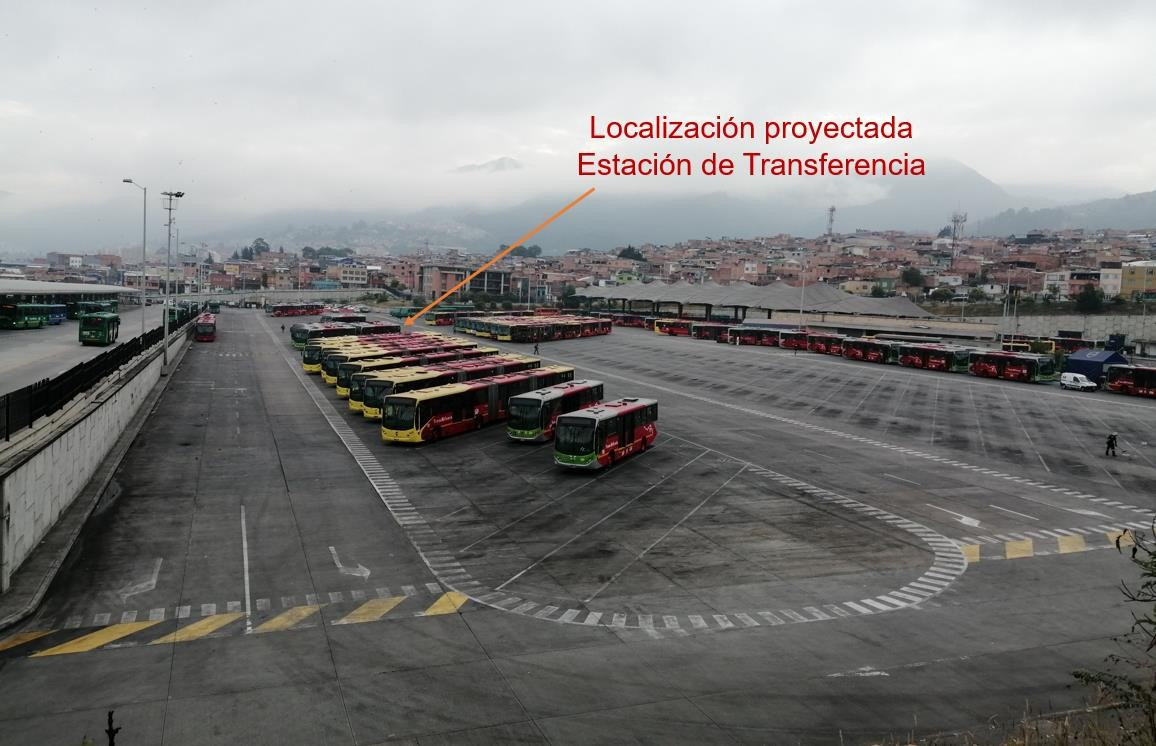 Localización proyectada
Estación de Transferencia